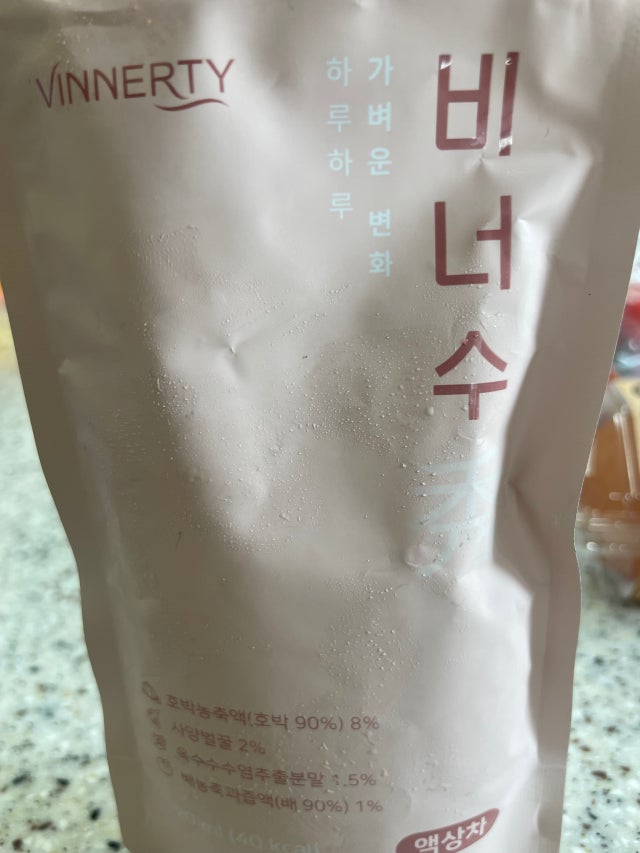 VINNERTY
가벼운 변화
하루하루
비너수
호박농축액(호박 90%) 8%
사양벌꿀 2%
옥수수수염추출분말 1.5%
배농축과즙액(배 90%) 1%
(40 kcal)
액상차